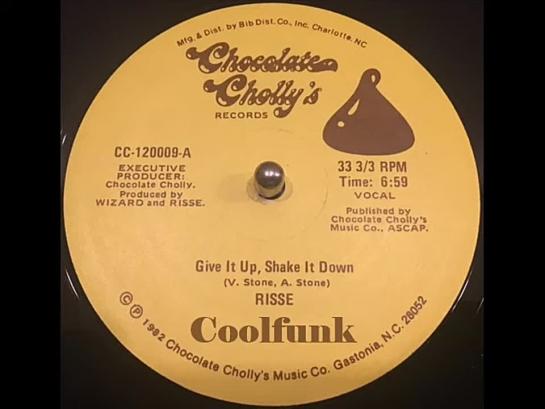 Mfg. & Dist. by Bib Dist. Co., Inc. Charlotte, NC
Chocolate
Cholly's
RECORDS
CC-120009-A
EXECUTIVE
PRODUCER:
Chocolate Cholly.
Produced by
WIZARD and RISSE.
33 3/3 RPM
Time: 6:59
VOCAL
Published by
Chocolate Cholly's
Music Co., ASCAP.
Give It Up, Shake It Down
(V. Stone, A. Stone)
RISSE
Coolfunk
© ℗ 1982 Chocolate Cholly's Music Co. Gastonia, N.C. 28052